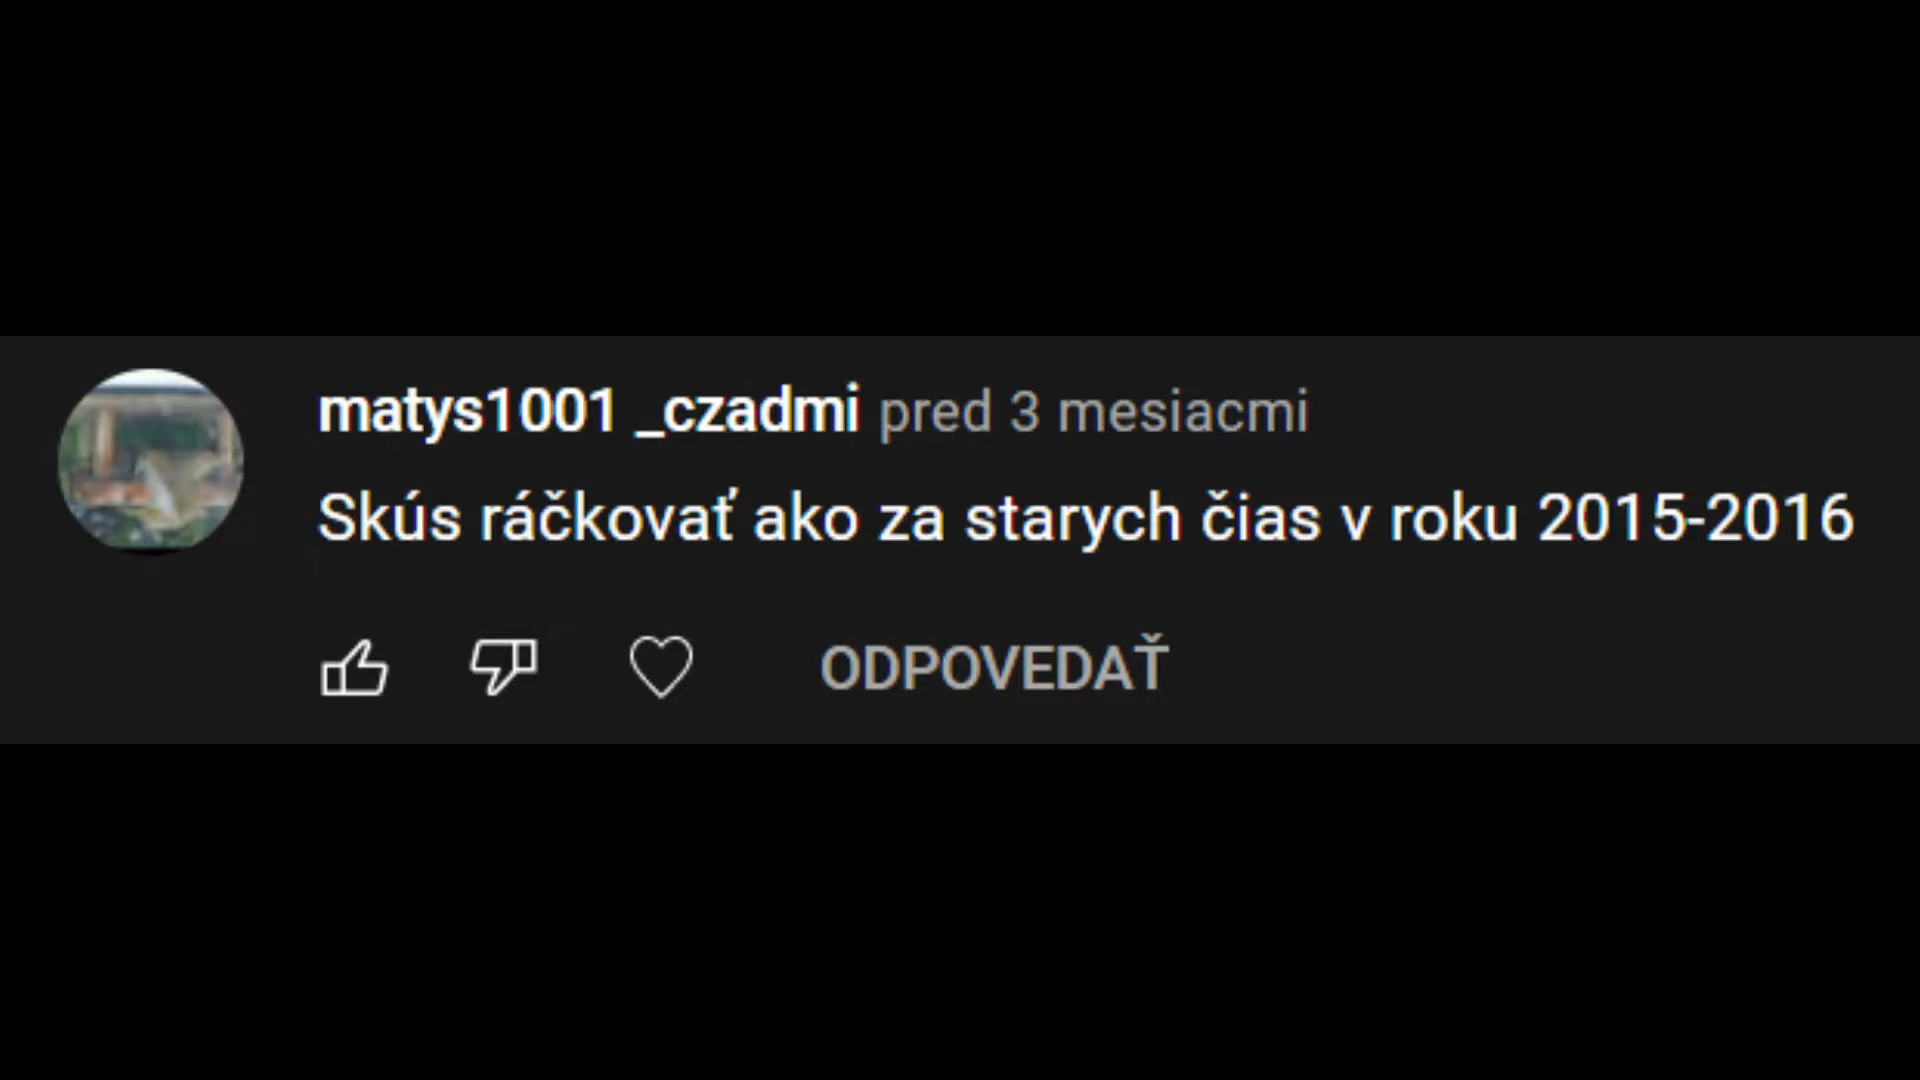 matys1001 _czadmi pred 3 mesiacmi
Skús ráčkovať ako za starych čias v roku 2015-2016
ODPOVEDAŤ